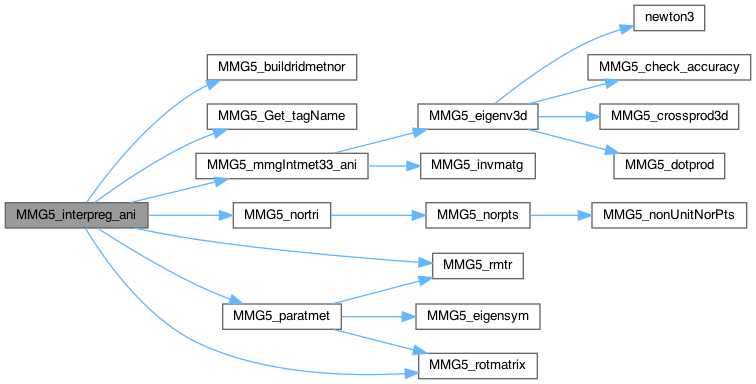 newton3
MMG5_buildridmetnor
MMG5_check_accuracy
MMG5_Get_tagName
MMG5_eigenv3d
MMG5_crossprod3d
MMG5_mmgIntmet33_ani
MMG5_invmatg
MMG5_dotprod
MMG5_interpreg_ani
MMG5_nortri
MMG5_norpts
MMG5_nonUnitNorPts
MMG5_rmtr
MMG5_paratmet
MMG5_eigensym
MMG5_rotmatrix